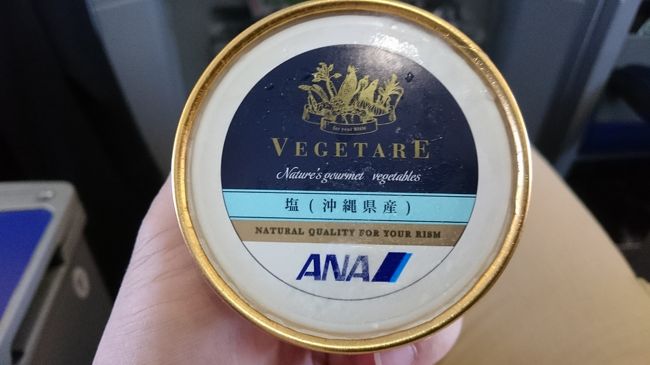 for your RISM
VEGETARE
Nature's gourmet vegetables
塩(沖縄県産)
NATURAL QUALITY FOR YOUR RISM
ANA